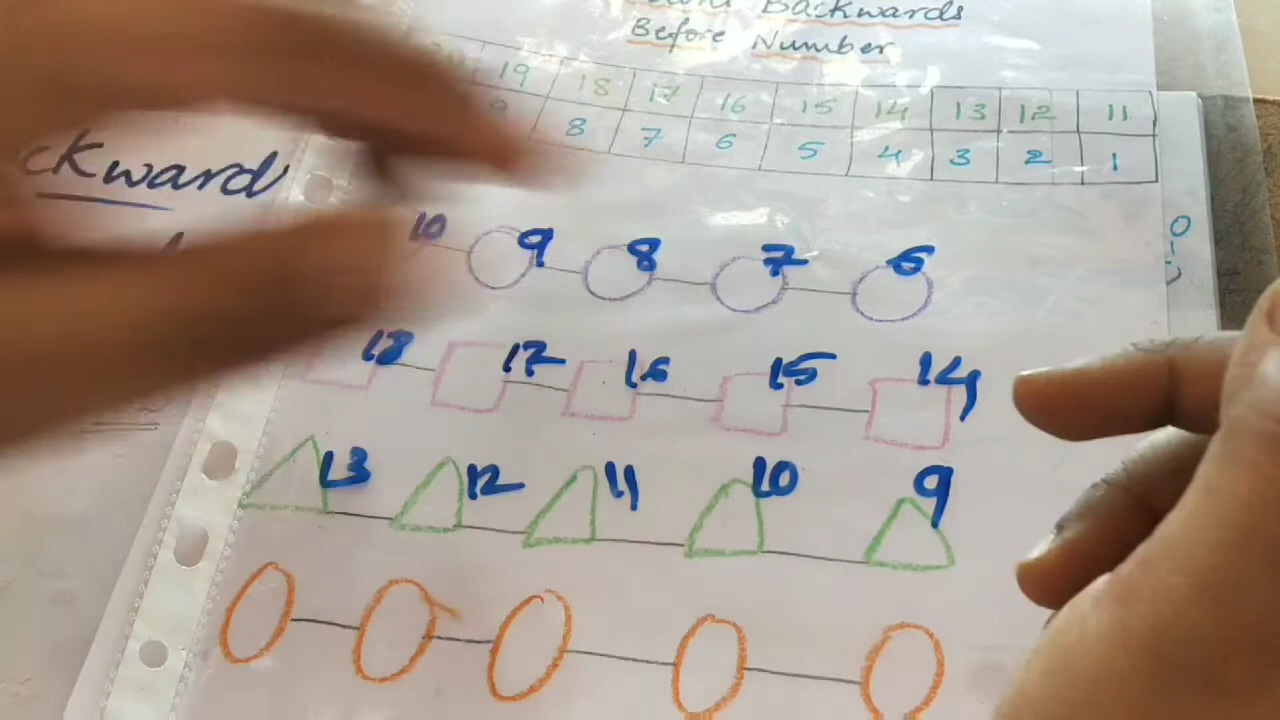 Backwards
Before Number
19 18 17 16 15 14 13 12 11
9 8 7 6 5 4 3 2 1
ckward
10 9 8 7 6
18 17 16 15 14
13 12 11 10 9